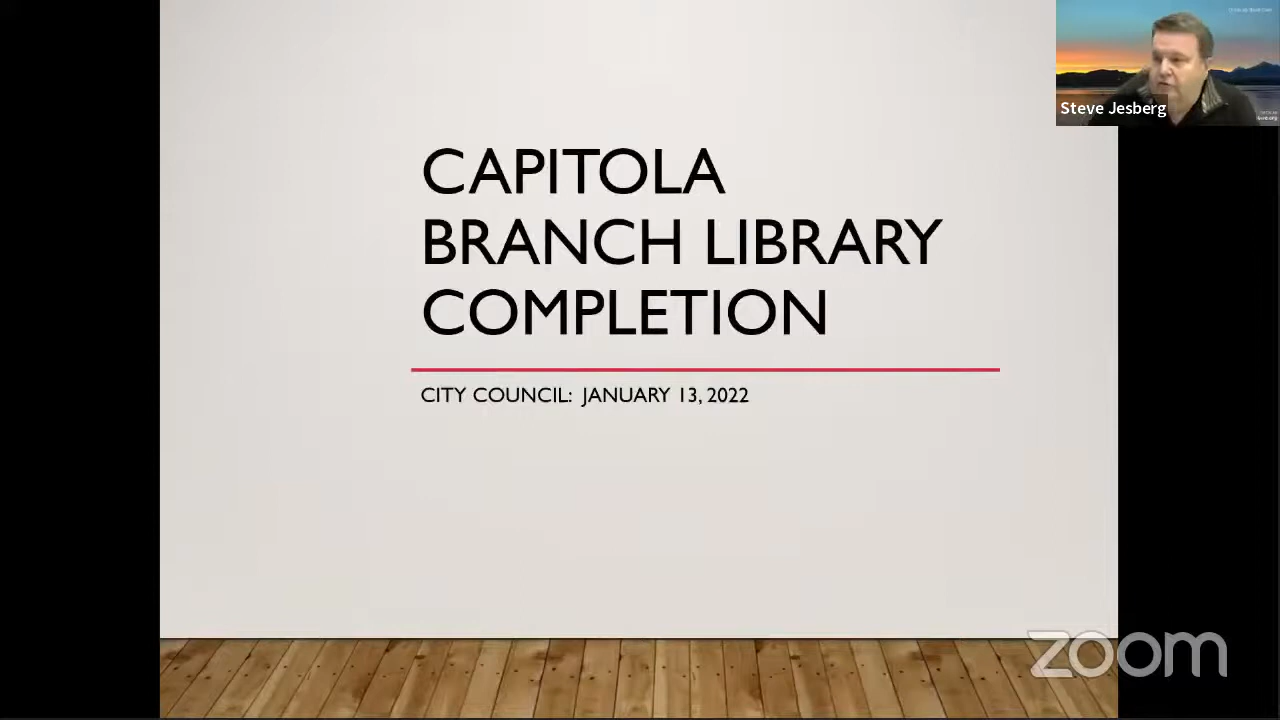 Steve Jesberg
CAPITOLA
BRANCH LIBRARY
COMPLETION
CITY COUNCIL: JANUARY 13, 2022
zoom